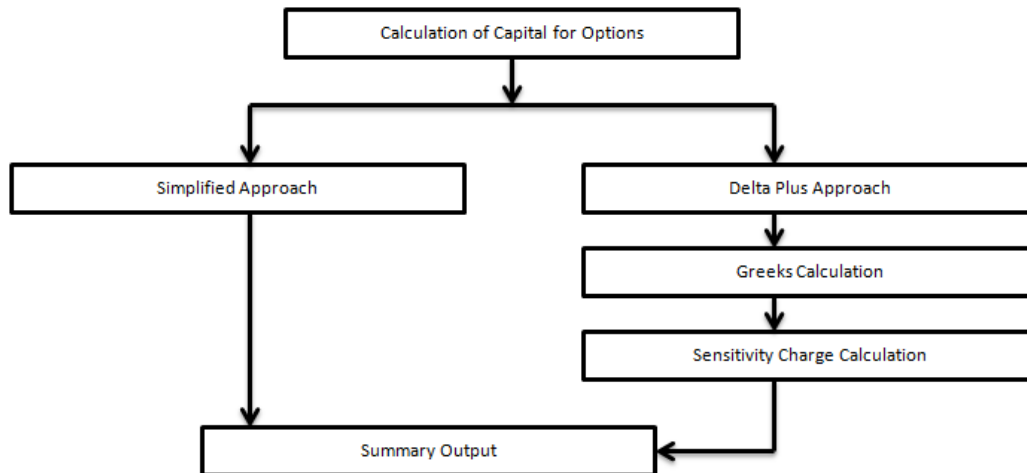 Calculation of Capital for Options
Simplified Approach
Delta Plus Approach
Greeks Calculation
Sensitivity Charge Calculation
Summary Output